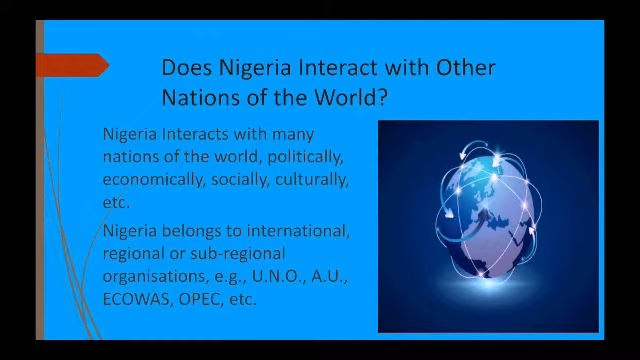 Does Nigeria Interact with Other
Nations of the World?
Nigeria Interacts with many
nations of the world, politically,
economically, socially, culturally,
etc.
Nigeria belongs to international,
regional or sub-regional
organisations, e.g., U.N.O., A.U.,
ECOWAS, OPEC, etc.